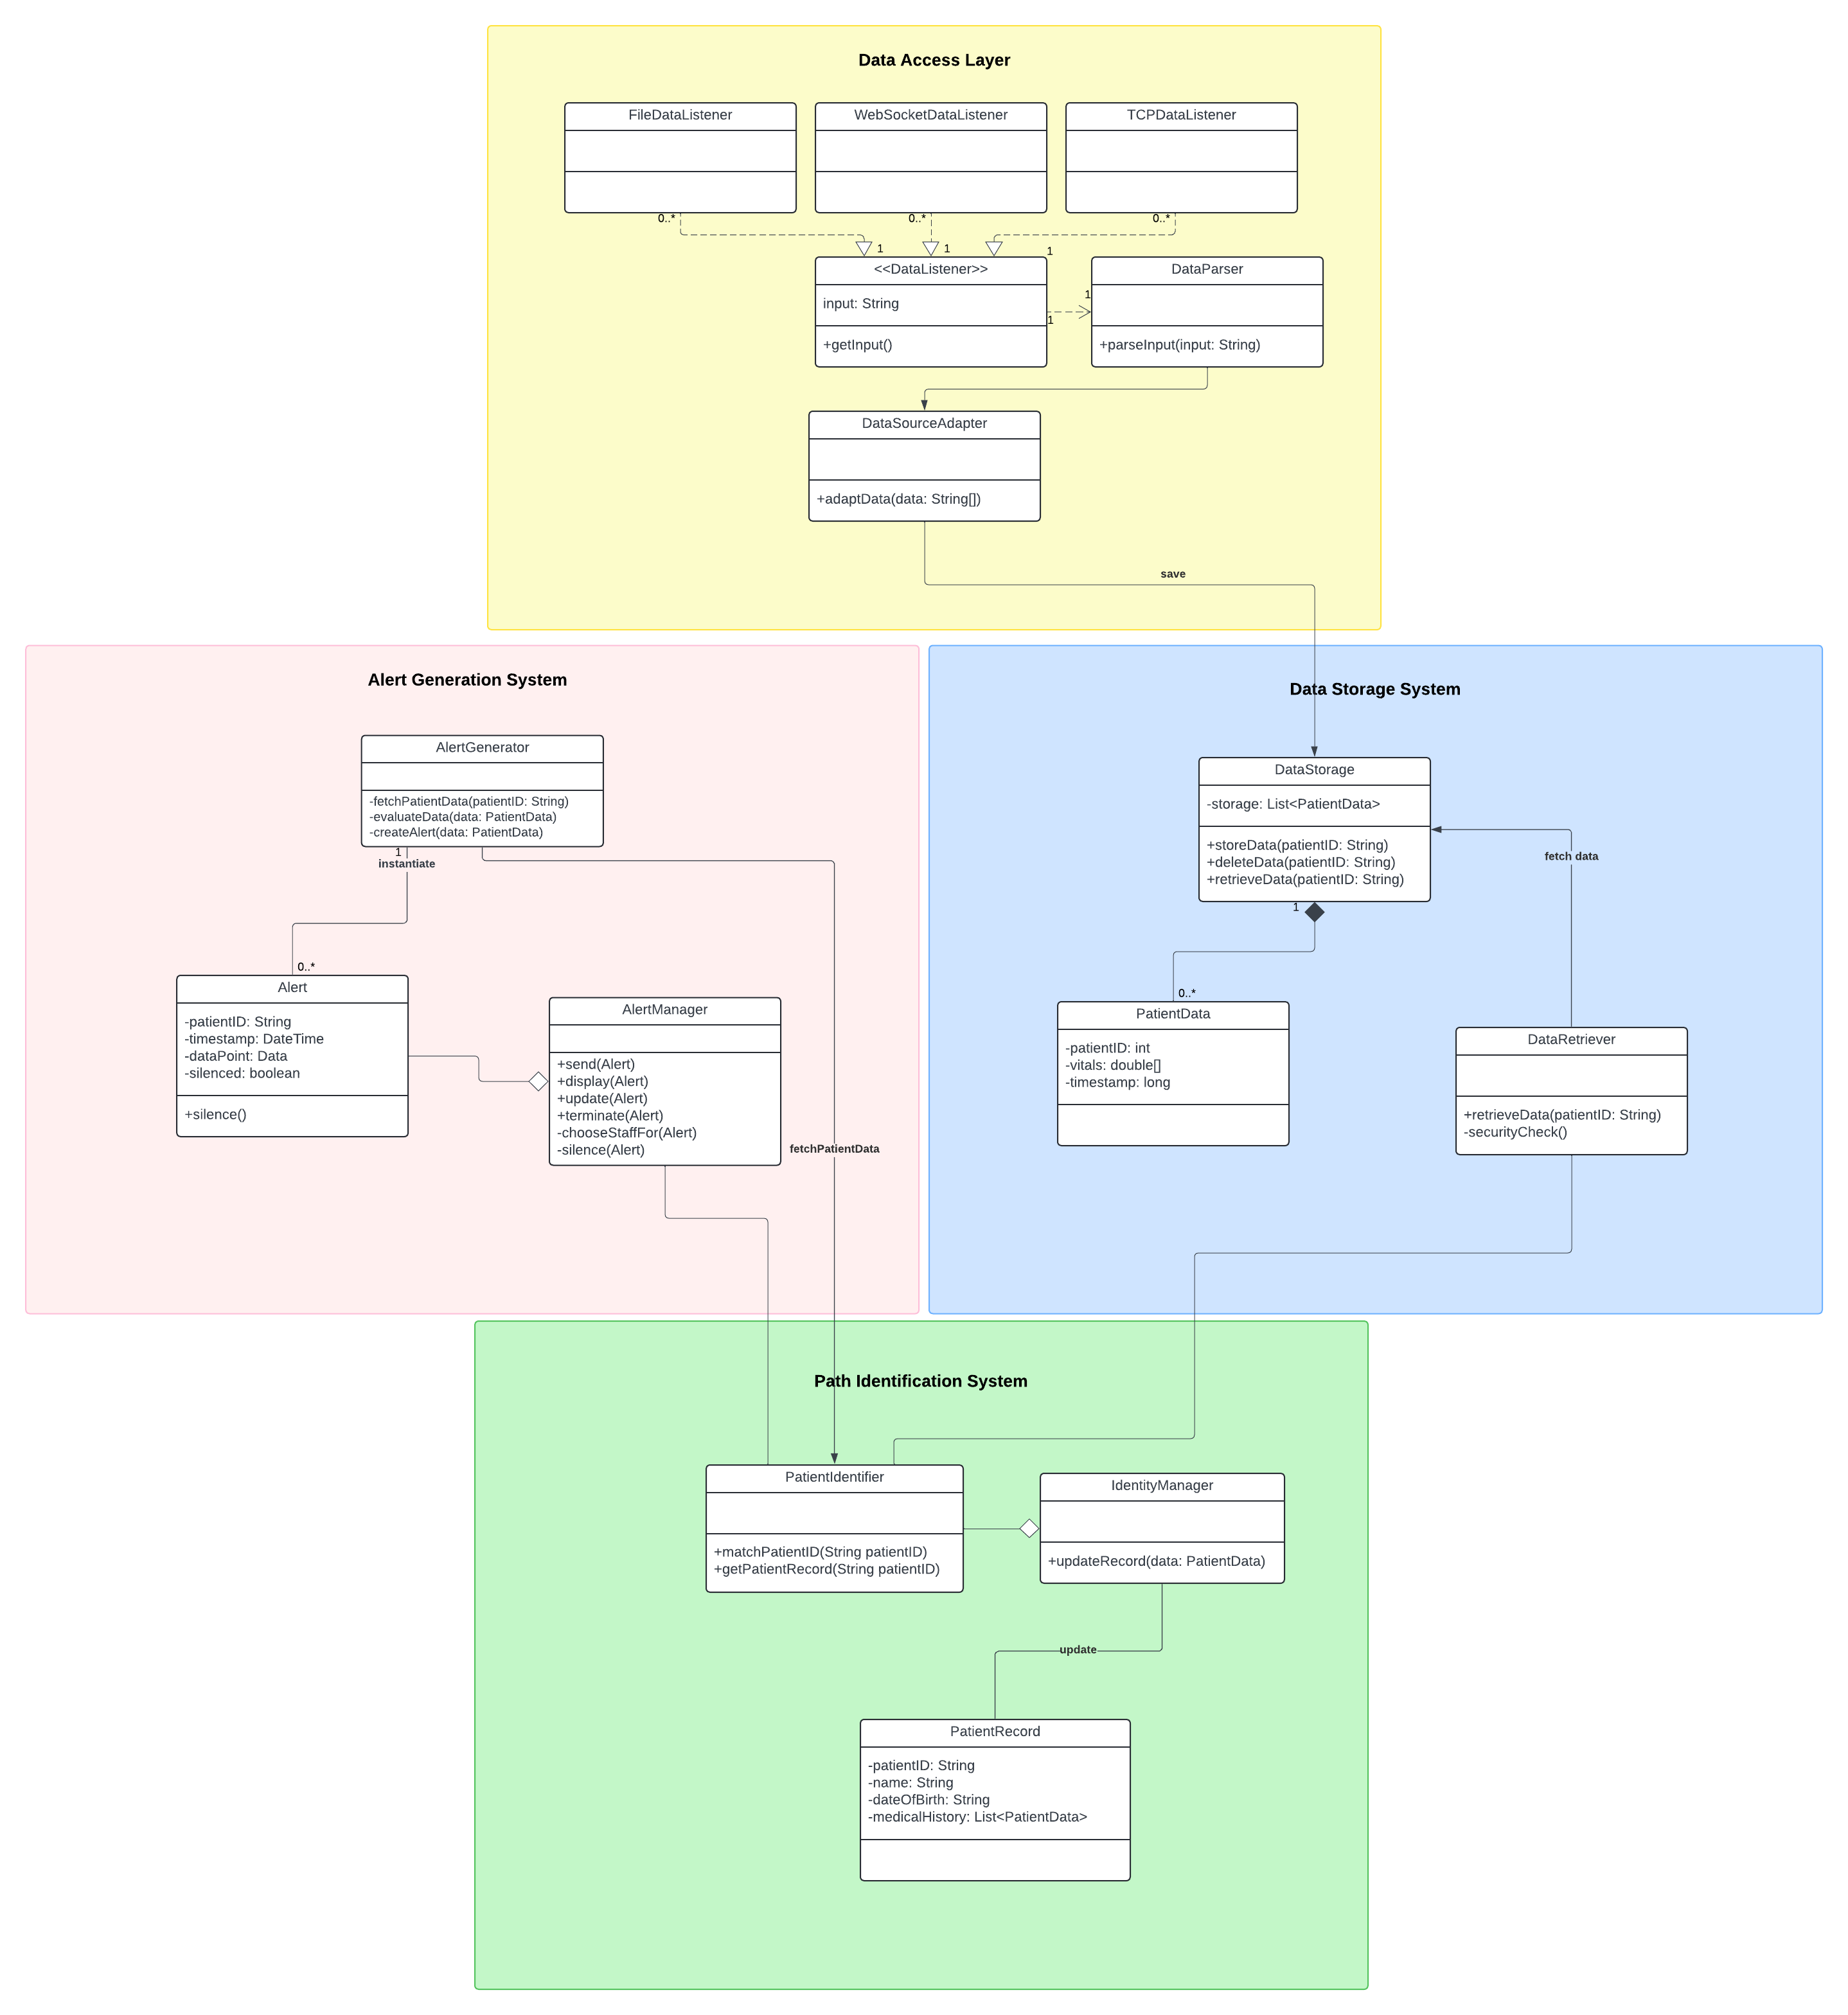 Data Access Layer
FileDataListener
WebSocketDataListener
TCPDataListener
0..*
0..*
0..*
1
1
1
<<DataListener>>
input: String
+getInput()
1
1
DataParser
+parseInput(input: String)
DataSourceAdapter
+adaptData(data: String[])
save
Alert Generation System
AlertGenerator
-fetchPatientData(patientID: String)
-evaluateData(data: PatientData)
-createAlert(data: PatientData)
1
instantiate
0..*
Alert
-patientID: String
-timestamp: DateTime
-dataPoint: Data
-silenced: boolean
+silence()
AlertManager
+send(Alert)
+display(Alert)
+update(Alert)
+terminate(Alert)
-chooseStaffFor(Alert)
-silence(Alert)
fetchPatientData
Data Storage System
DataStorage
-storage: List<PatientData>
+storeData(patientID: String)
+deleteData(patientID: String)
+retrieveData(patientID: String)
fetch data
1
0..*
PatientData
-patientID: int
-vitals: double[]
-timestamp: long
DataRetriever
+retrieveData(patientID: String)
-securityCheck()
Path Identification System
PatientIdentifier
+matchPatientID(String patientID)
+getPatientRecord(String patientID)
IdentityManager
+updateRecord(data: PatientData)
update
PatientRecord
-patientID: String
-name: String
-dateOfBirth: String
-medicalHistory: List<PatientData>